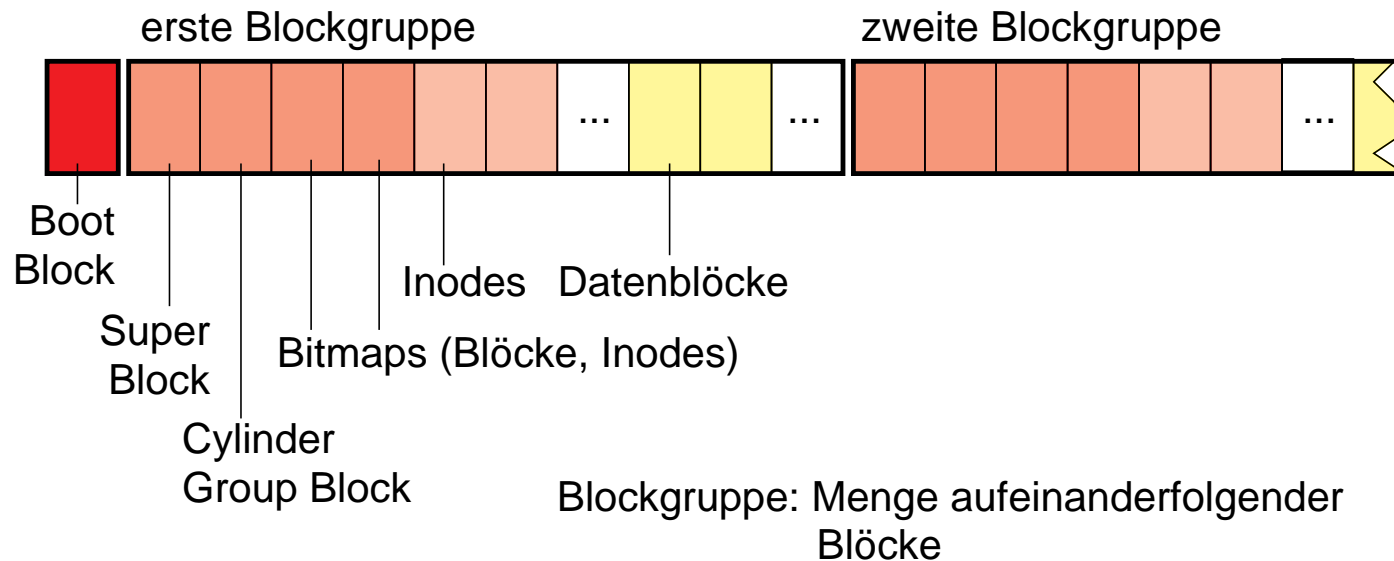 erste Blockgruppe
zweite Blockgruppe
...
...
...
Boot
Block
Inodes
Datenblöcke
Super
Block
Bitmaps (Blöcke, Inodes)
Cylinder
Group Block
Blockgruppe: Menge aufeinanderfolgender
Blöcke